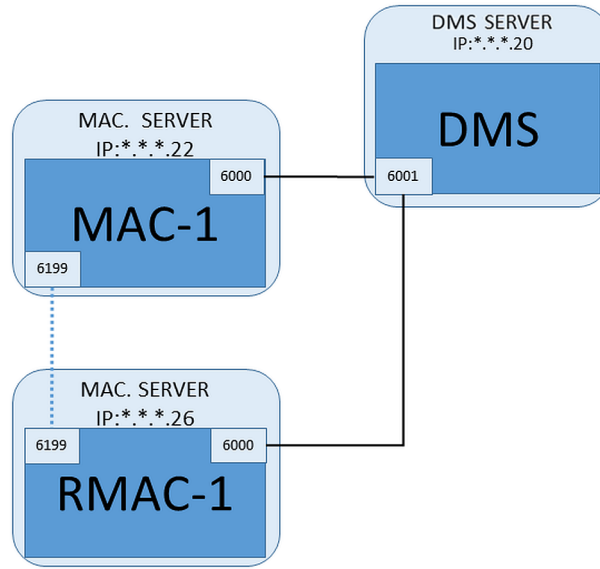 DMS SERVER
IP:*.*.*.20
DMS
6001
MAC. SERVER
IP:*.*.*.22
6000
MAC-1
6199
MAC. SERVER
IP:*.*.*.26
6199
6000
RMAC-1